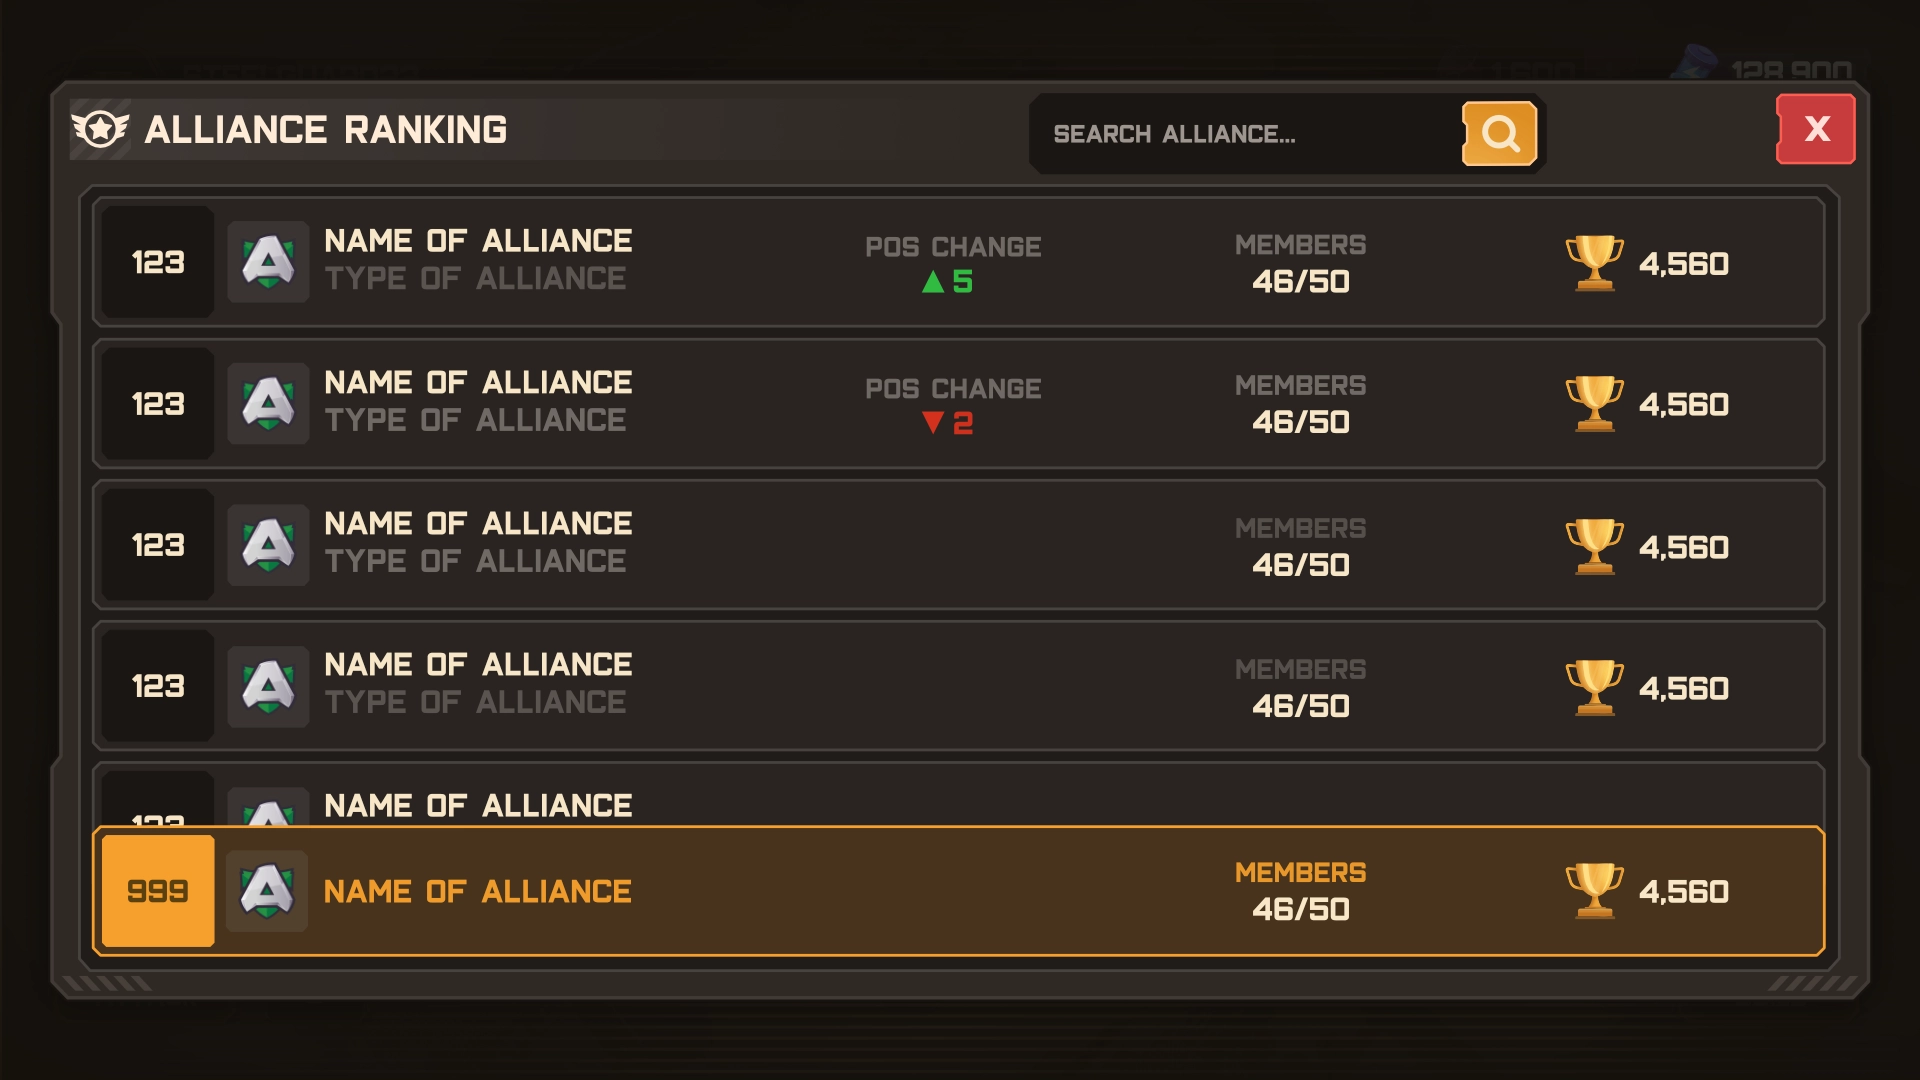 128,900
ALLIANCE RANKING
SEARCH ALLIANCE...
X
123
NAME OF ALLIANCE
TYPE OF ALLIANCE
POS CHANGE
▲5
MEMBERS
46/50
4,560
123
NAME OF ALLIANCE
TYPE OF ALLIANCE
POS CHANGE
▼2
MEMBERS
46/50
4,560
123
NAME OF ALLIANCE
TYPE OF ALLIANCE
MEMBERS
46/50
4,560
123
NAME OF ALLIANCE
TYPE OF ALLIANCE
MEMBERS
46/50
4,560
123
NAME OF ALLIANCE
999
NAME OF ALLIANCE
MEMBERS
46/50
4,560